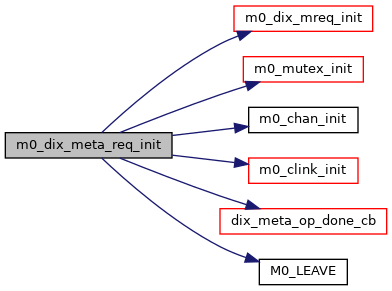 m0_dix_mreq_init
m0_mutex_init
m0_chan_init
m0_dix_meta_req_init
m0_clink_init
dix_meta_op_done_cb
M0_LEAVE